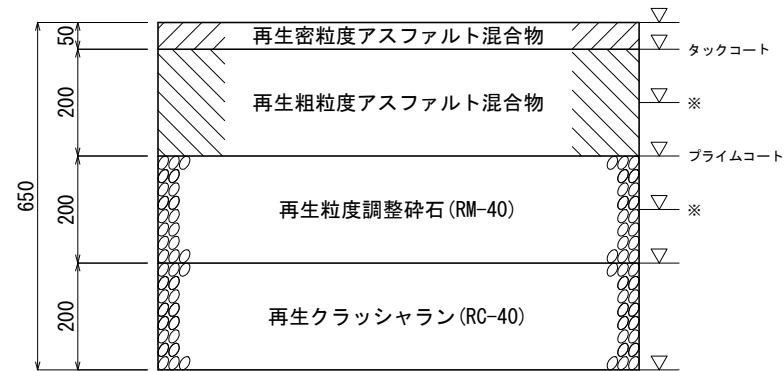 50
再生密粒度アスファルト混合物
タックコート
200
再生粗粒度アスファルト混合物
※
プライムコート
650
200
再生粒度調整砕石(RM-40)
※
200
再生クラッシャラン(RC-40)